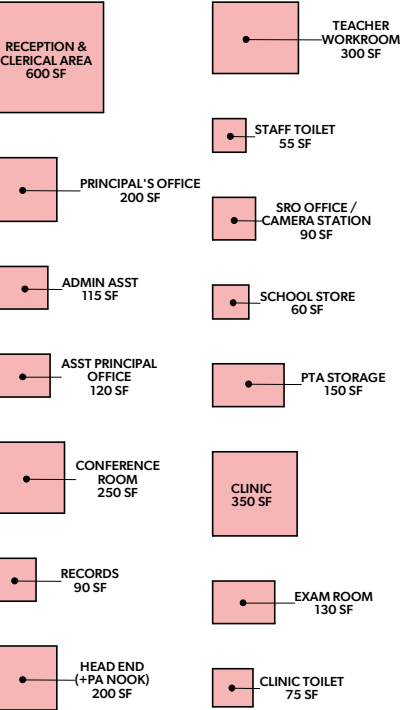 RECEPTION &
CLERICAL AREA
600 SF
PRINCIPAL'S OFFICE
200 SF
ADMIN ASST
115 SF
ASST PRINCIPAL
OFFICE
120 SF
CONFERENCE
ROOM
250 SF
RECORDS
90 SF
HEAD END
(+PA NOOK)
200 SF
TEACHER
WORKROOM
300 SF
STAFF TOILET
55 SF
SRO OFFICE /
CAMERA STATION
90 SF
SCHOOL STORE
60 SF
PTA STORAGE
150 SF
CLINIC
350 SF
EXAM ROOM
130 SF
CLINIC TOILET
75 SF